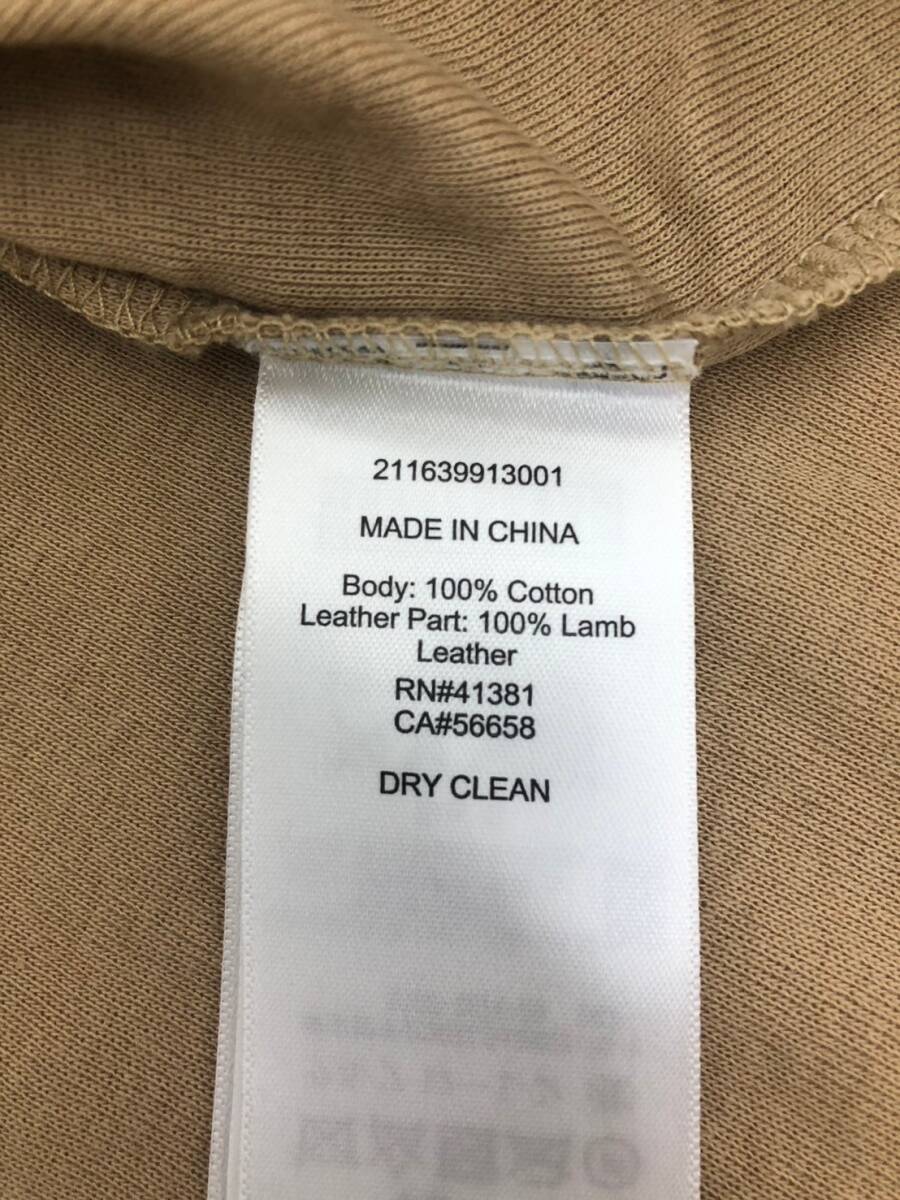 211639913001
MADE IN CHINA
Body: 100% Cotton
Leather Part: 100% Lamb
Leather
RN#41381
CA#56658
DRY CLEAN